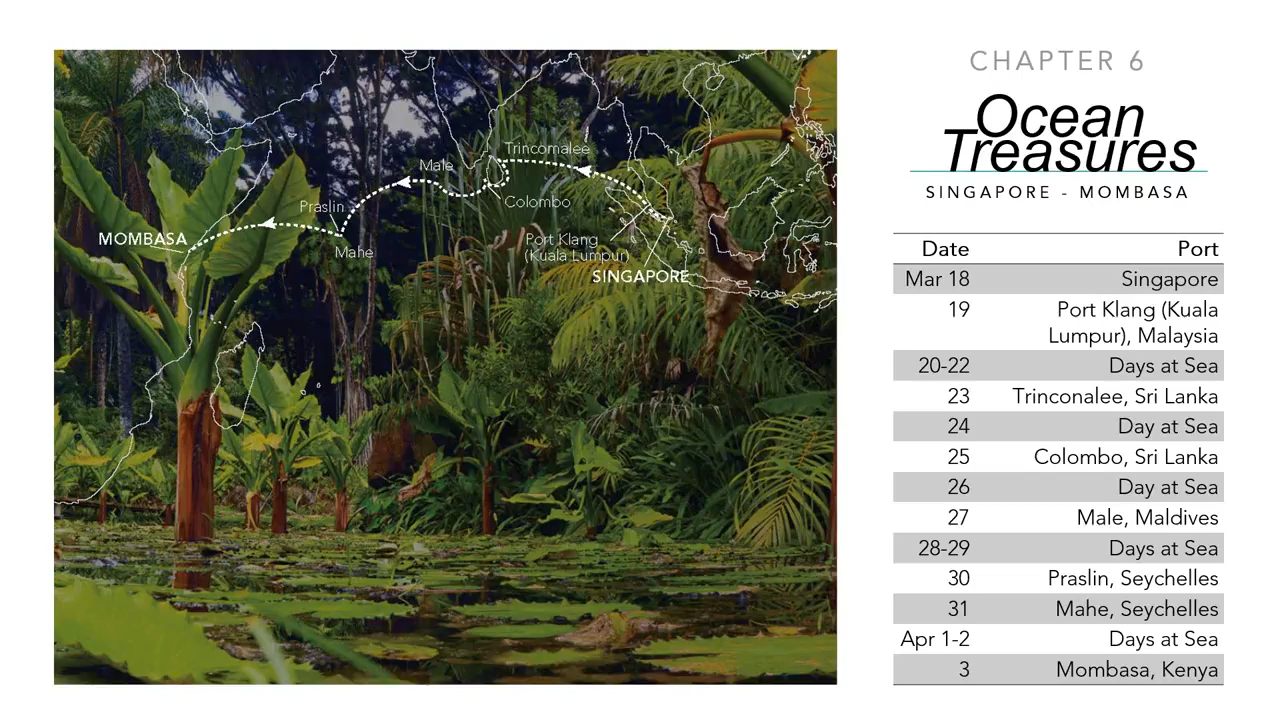 CHAPTER 6
Ocean
Treasures
SINGAPORE - MOMBASA
Date Port
Mar 18 Singapore
19 Port Klang (Kuala
Lumpur), Malaysia
20-22 Days at Sea
23 Trinconalee, Sri Lanka
24 Day at Sea
25 Colombo, Sri Lanka
26 Day at Sea
27 Male, Maldives
28-29 Days at Sea
30 Praslin, Seychelles
31 Mahe, Seychelles
Apr 1-2 Days at Sea
3 Mombasa, Kenya
Trincomalee
Male
Colombo
Praslin
MOMBASA
Mahe
Port Klang
(Kuala Lumpur)
SINGAPORE